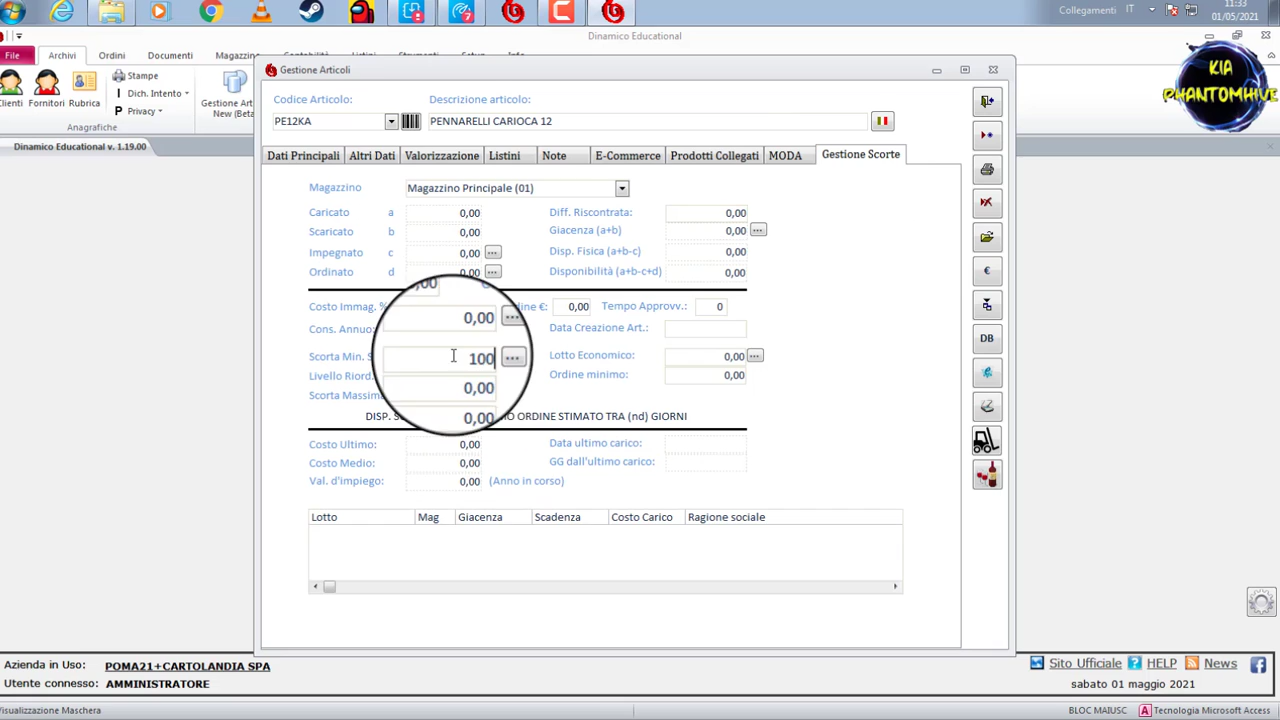 Collegamenti IT 11:33
01/05/2021
Dinamico Educational
File Archivi Ordini Documenti Magazzino
Info
KIA
PHANTOMHIVE
Clienti Fornitori Rubrica
Stampe
Dich. Intento
Privacy
Anagrafiche
Gestione Art
New (Beta)
Dinamico Educational v. 1.19.00
Gestione Articoli
Codice Articolo: Descrizione articolo:
PE12KA PENNARELLI CARIOCA 12
Dati Principali Altri Dati Valorizzazione Listini Note E-Commerce Prodotti Collegati MODA Gestione Scorte
Magazzino Magazzino Principale (01)
Caricato a 0,00 Diff. Riscontrata: 0,00
Scaricato b 0,00 Giacenza (a+b) 0,00
Impegnato c 0,00 Disp. Fisica (a+b-c) 0,00
Ordinato d 0,00 Disponibilità (a+b-c+d) 0,00
Costo Immag. % dine €: 0,00 Tempo Approvv.: 0
Cons. Annuo: 0,00 Data Creazione Art.:
Scorta Min. S 100 Lotto Economico: 0,00
Livello Riord. 0,00 Ordine minimo: 0,00
Scorta Massima 0,00
DISP. S O ORDINE STIMATO TRA (nd) GIORNI
Costo Ultimo: 0,00 Data ultimo carico:
Costo Medio: 0,00 GG dall'ultimo carico:
Val. d'impiego: 0,00 (Anno in corso)
Lotto Mag Giacenza Scadenza Costo Carico Ragione sociale
€
DB
Azienda in Uso: POMA21+CARTOLANDIA SPA
Utente connesso: AMMINISTRATORE
Sito Ufficiale HELP News
sabato 01 maggio 2021
Visualizzazione Maschera BLOC MAIUSC Tecnologia Microsoft Access